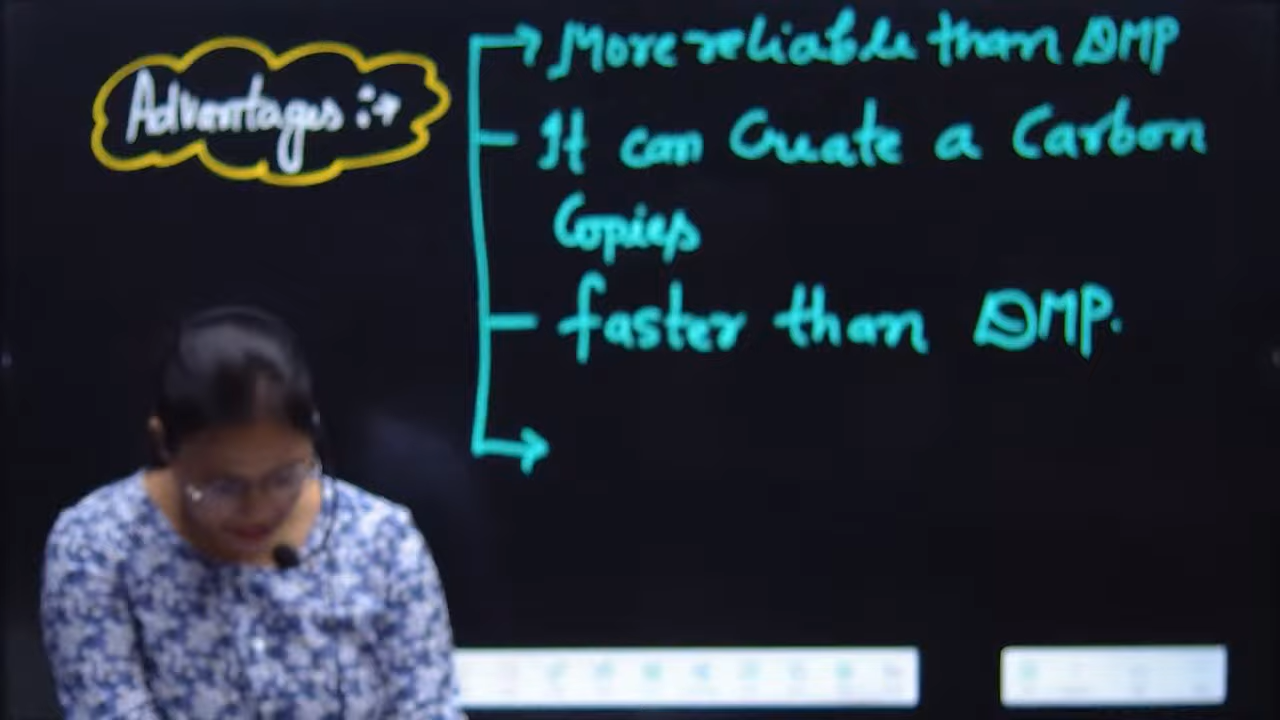 Advantages :→
More reliable than DMP
It can Create a Carbon
Copies
faster than DMP.